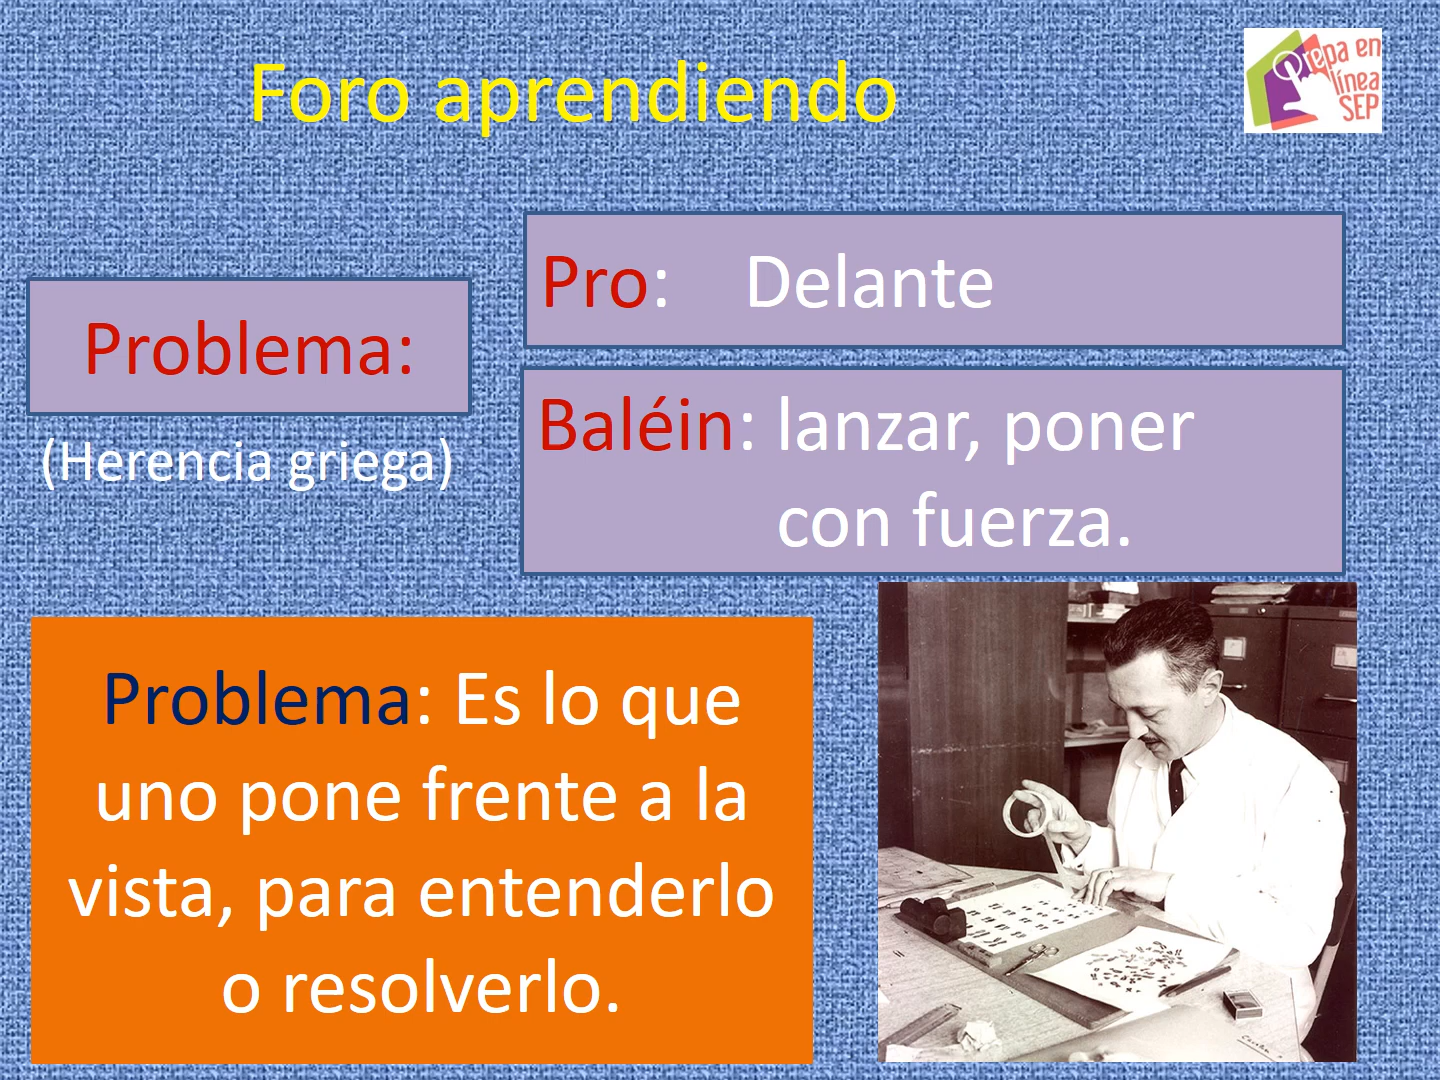 Foro aprendiendo
Prepa en
línea
SEP
Problema:
(Herencia griega)
Pro: Delante
Baléin: lanzar, poner
con fuerza.
Problema: Es lo que
uno pone frente a la
vista, para entenderlo
o resolverlo.